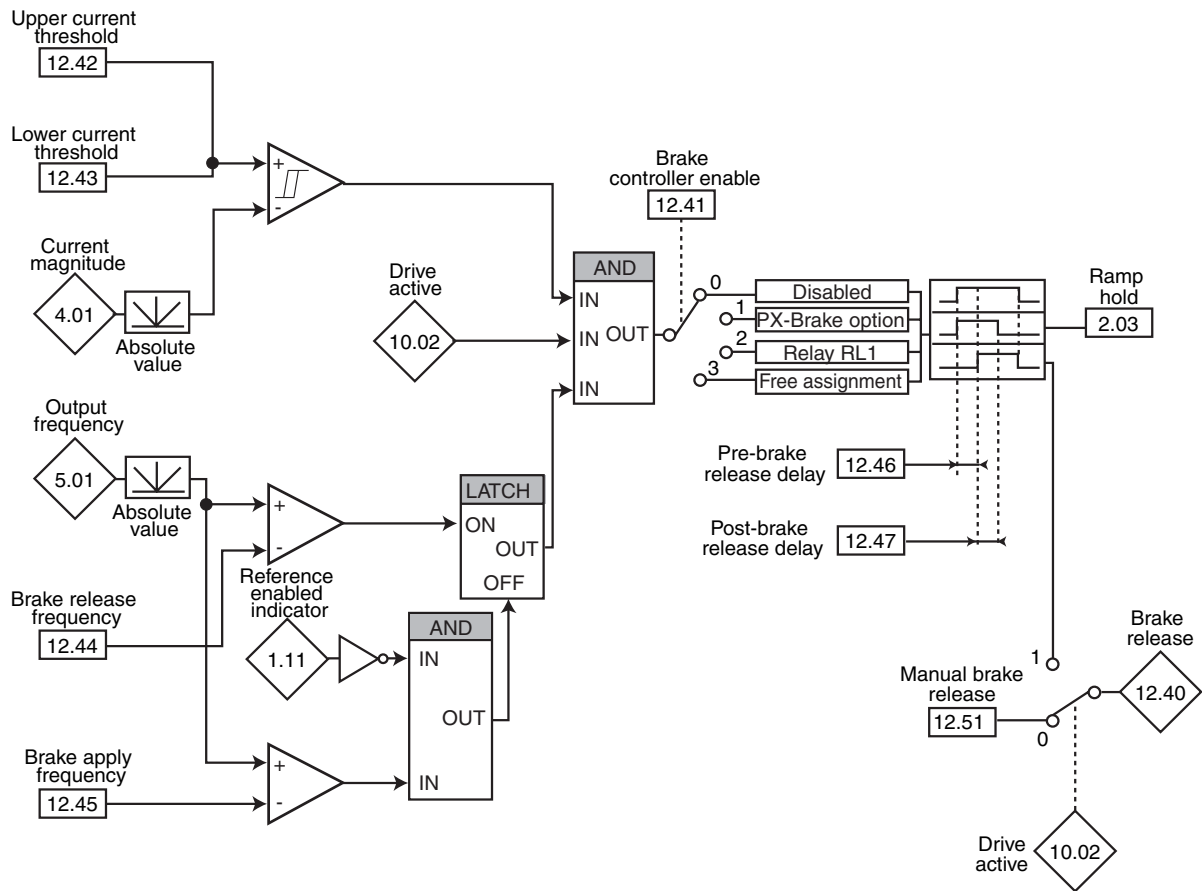 Upper current
threshold
12.42
Lower current
threshold
12.43
+
-
Current
magnitude
4.01
Absolute
value
Drive
active
10.02
AND
IN
IN
OUT
IN
Brake
controller enable
12.41
0
Disabled
1
PX-Brake option
2
Relay RL1
3
Free assignment
Ramp
hold
2.03
Output
frequency
5.01
Absolute
value
+
-
LATCH
ON
OUT
OFF
Pre-brake
release delay
12.46
Post-brake
release delay
12.47
Brake release
frequency
12.44
Reference
enabled
indicator
1.11
AND
IN
OUT
IN
Brake apply
frequency
12.45
+
-
1
Manual brake
release
12.51
0
Brake
release
12.40
Drive
active
10.02